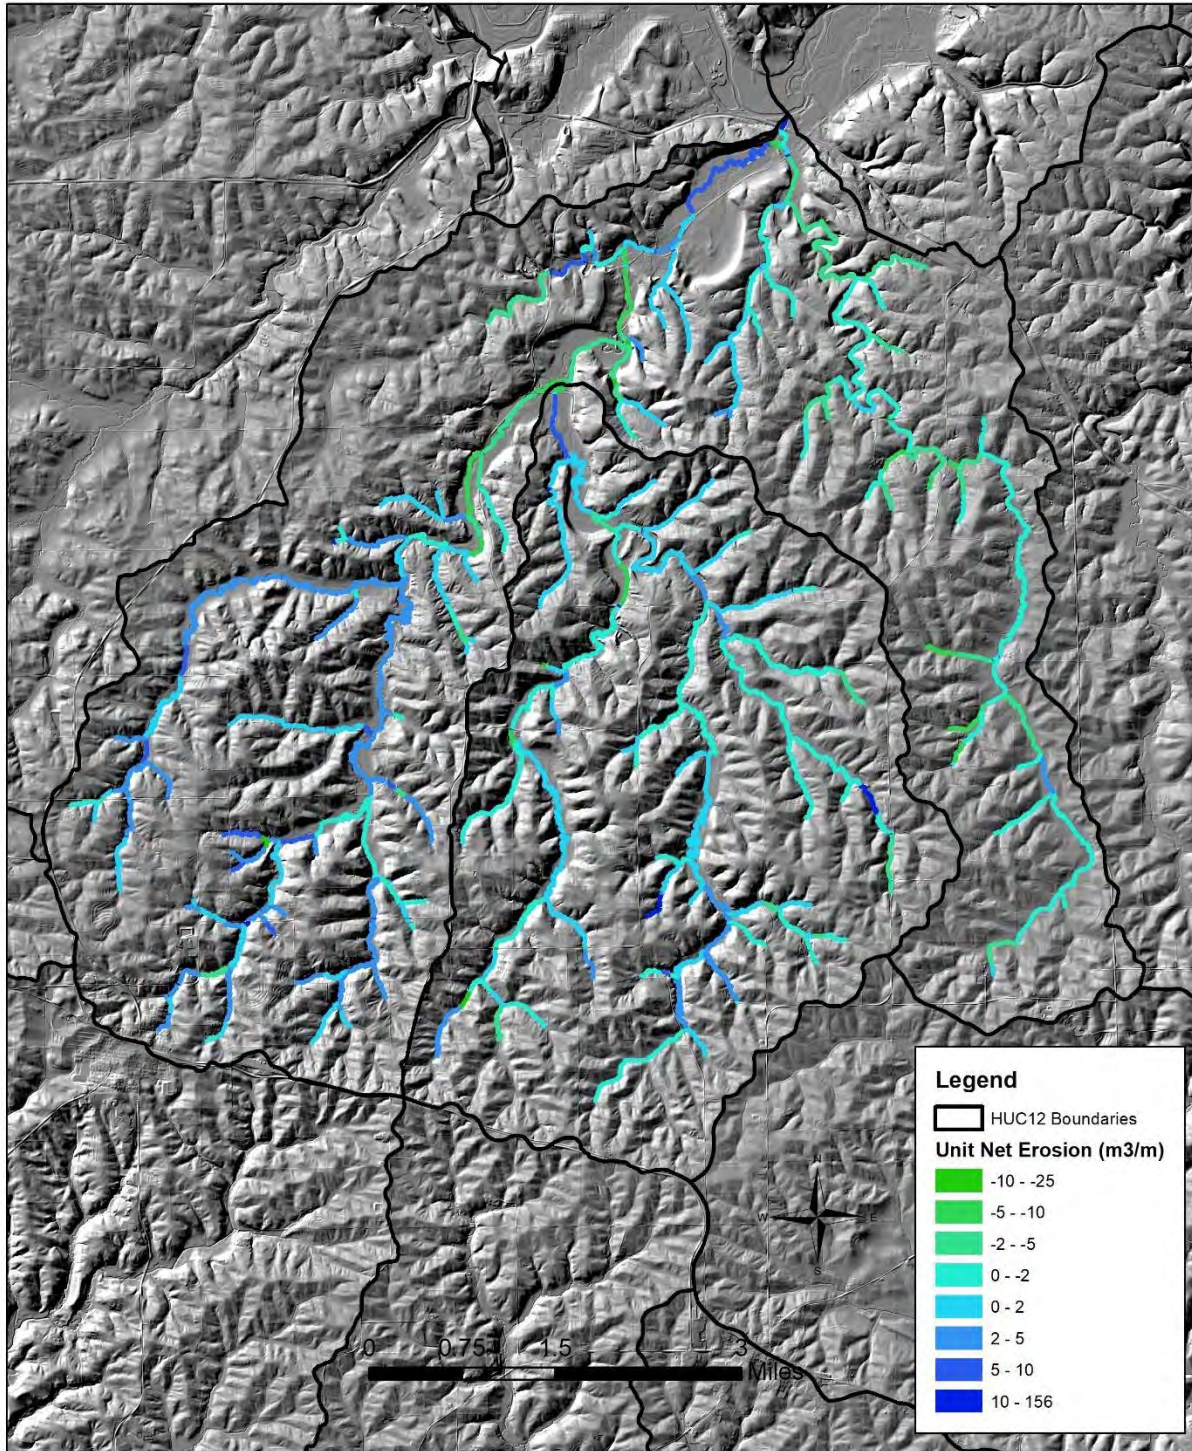 Legend
HUC12 Boundaries
Unit Net Erosion (m3/m)
-10 - -25
-5 - -10
-2 - -5
0 - -2
0 - 2
2 - 5
5 - 10
10 - 156
N
W E
S
0 0.75 1.5 3
Miles